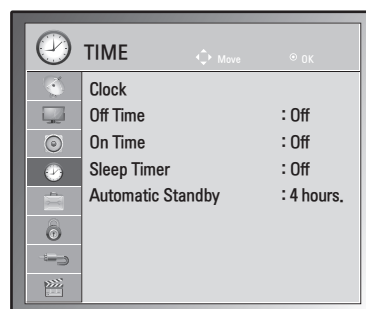 TIME
Move
OK
Clock
Off Time : Off
On Time : Off
Sleep Timer : Off
Automatic Standby : 4 hours.